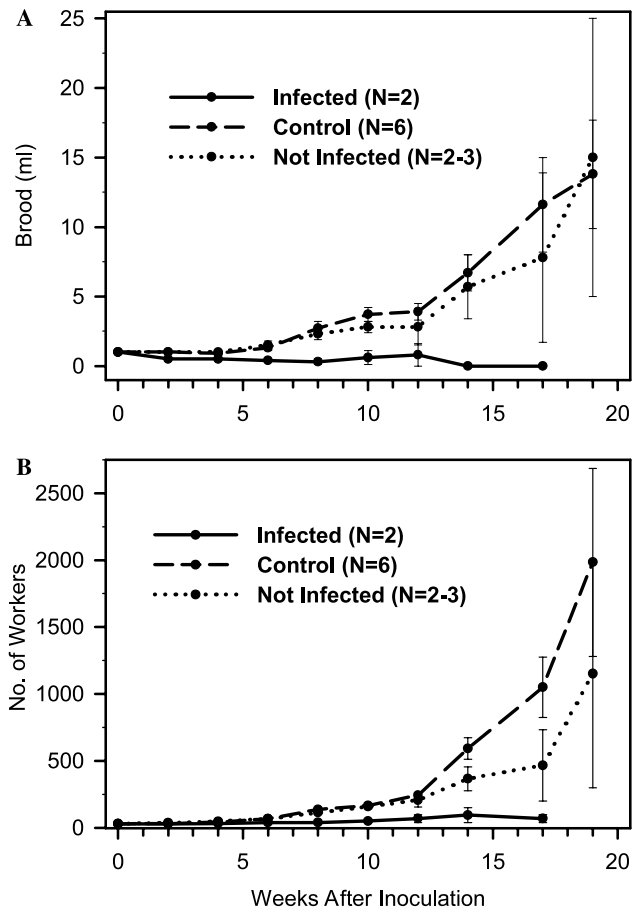 A
25
20
15
10
5
0
Brood (ml)
Infected (N=2)
Control (N=6)
Not Infected (N=2-3)
0 5 10 15 20
B
2500
2000
1500
1000
500
0
No. of Workers
Infected (N=2)
Control (N=6)
Not Infected (N=2-3)
0 5 10 15 20
Weeks After Inoculation